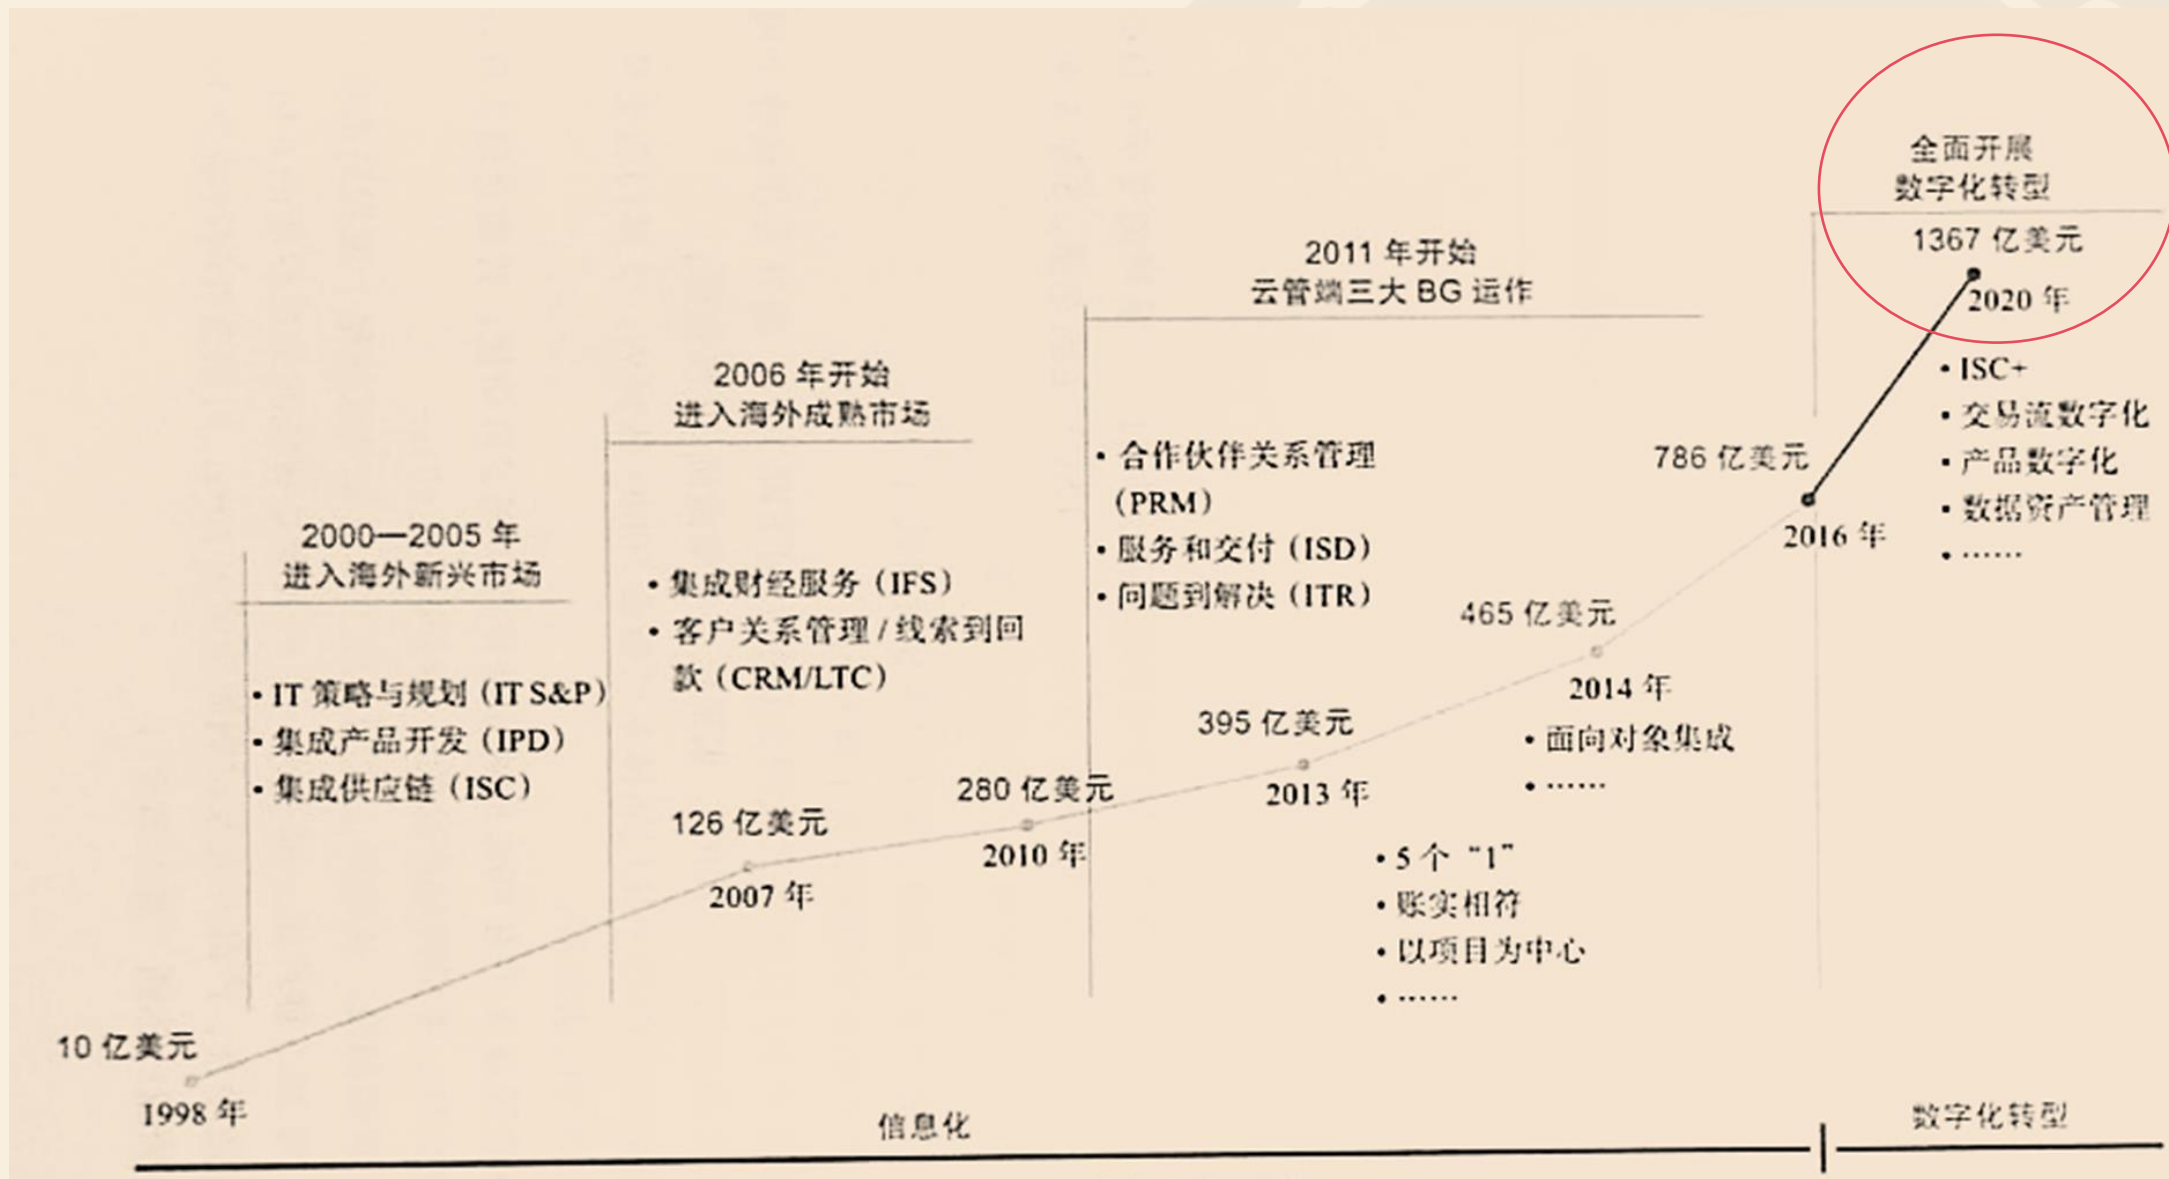 全面开展
数字化转型
1367 亿美元
2020 年
• ISC+
• 交易流数字化
• 产品数字化
• 数据资产管理
• ······
2011 年开始
云管端三大 BG 运作
• 合作伙伴关系管理
(PRM)
• 服务和交付 (ISD)
• 问题到解决 (ITR)
786 亿美元
2016 年
465 亿美元
2014 年
• 面向对象集成
• ······
395 亿美元
2013 年
• 5 个 “1”
• 账实相符
• 以项目为中心
• ······
2006 年开始
进入海外成熟市场
• 集成财经服务 (IFS)
• 客户关系管理 / 线索到回
款 (CRM/LTC)
280 亿美元
2010 年
126 亿美元
2007 年
2000—2005 年
进入海外新兴市场
• IT 策略与规划 (IT S&P)
• 集成产品开发 (IPD)
• 集成供应链 (ISC)
10 亿美元
1998 年
信息化
数字化转型